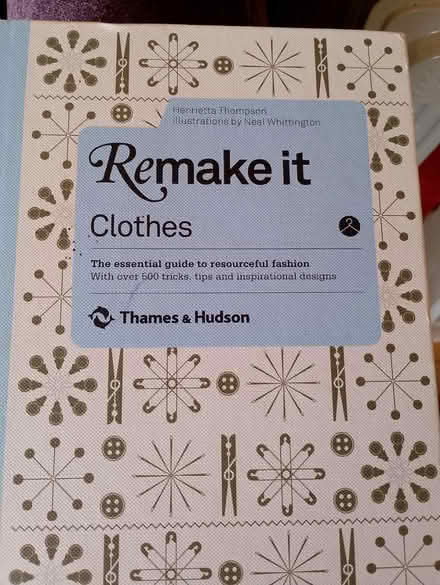 Henrietta Thompson
illustrations by Neal Whittington
Remake it
Clothes
The essential guide to resourceful fashion
With over 500 tricks, tips and inspirational designs
Thames & Hudson